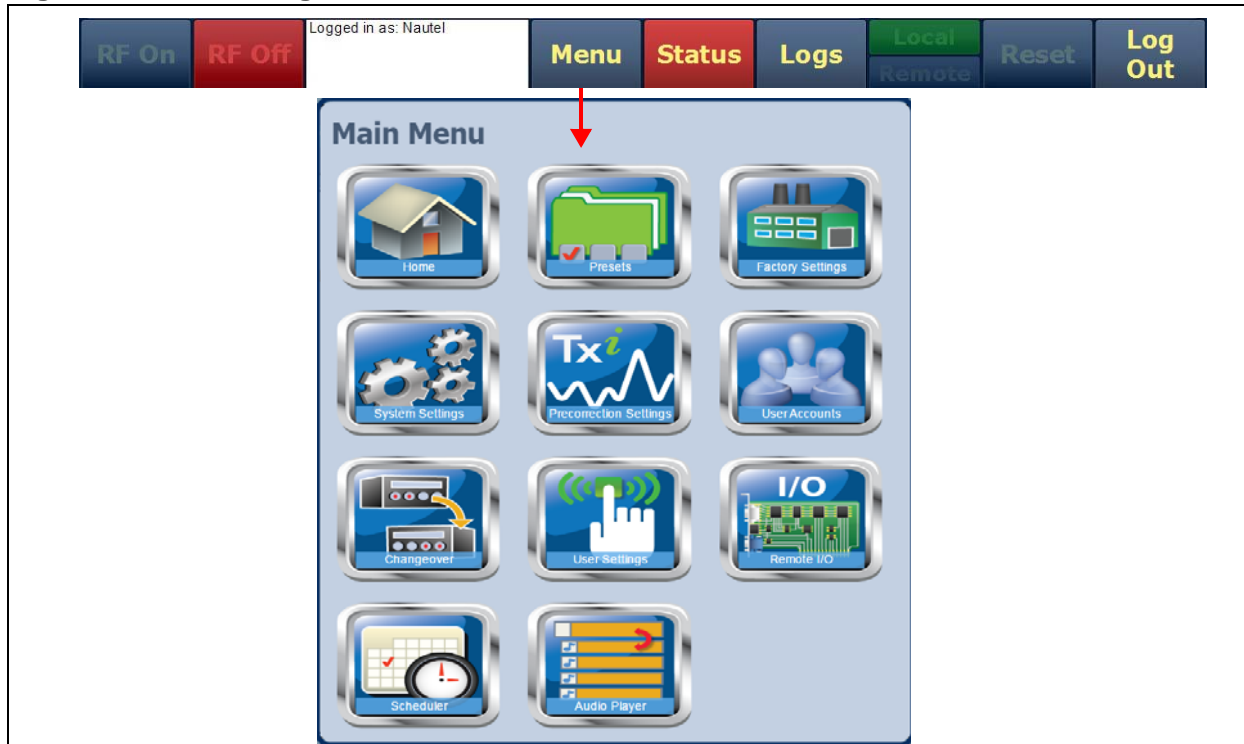 Logged in as: Nautel
RF On
RF Off
Menu
Status
Logs
Local
Remote
Reset
Log
Out
Main Menu
Home
Presets
Factory Settings
System Settings
Txi
Precorrection Settings
User Accounts
Changeover
User Settings
I/O
Remote I/O
Scheduler
Audio Player